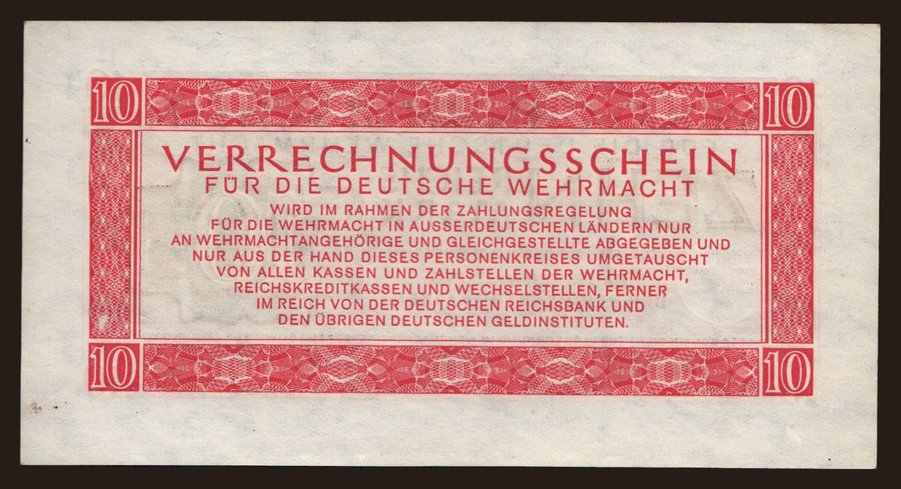 10 10
VERRECHNUNGSSCHEIN
FÜR DIE DEUTSCHE WEHRMACHT
WIRD IM RAHMEN DER ZAHLUNGSREGELUNG
FÜR DIE WEHRMACHT IN AUSSERDEUTSCHEN LÄNDERN NUR
AN WEHRMACHTANGEHÖRIGE UND GLEICHGESTELLTE ABGEGEBEN UND
NUR AUS DER HAND DIESES PERSONENKREISES UMGETAUSCHT
VON ALLEN KASSEN UND ZAHLSTELLEN DER WEHRMACHT,
REICHSKREDITKASSEN UND WECHSELSTELLEN, FERNER
IM REICH VON DER DEUTSCHEN REICHSBANK UND
DEN ÜBRIGEN DEUTSCHEN GELDINSTITUTEN.
10 10